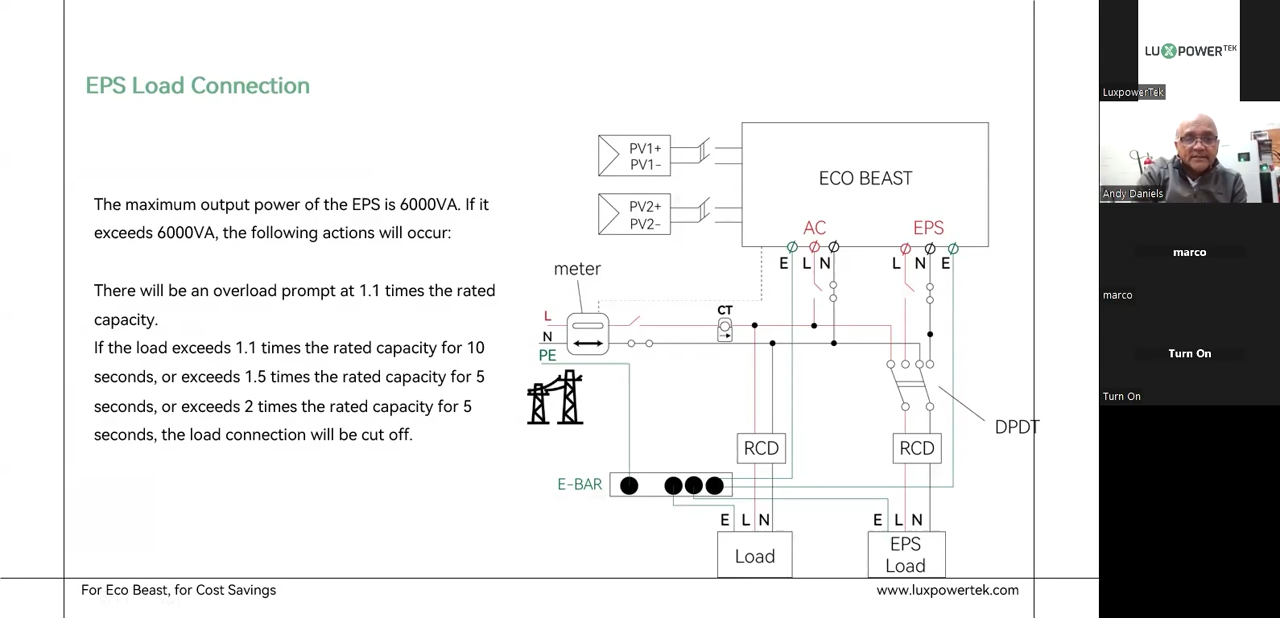 EPS Load Connection
The maximum output power of the EPS is 6000VA. If it
exceeds 6000VA, the following actions will occur:
There will be an overload prompt at 1.1 times the rated
capacity.
If the load exceeds 1.1 times the rated capacity for 10
seconds, or exceeds 1.5 times the rated capacity for 5
seconds, or exceeds 2 times the rated capacity for 5
seconds, the load connection will be cut off.
PV1+
PV1-
PV2+
PV2-
ECO BEAST
AC
EPS
E L N
L N E
meter
CT
L
N
PE
DPDT
RCD
RCD
E-BAR
E L N
E L N
Load
EPS
Load
For Eco Beast, for Cost Savings
www.luxpowertek.com
LUXPOWERTEK
LuxpowerTek
Andy Daniels
marco
marco
Turn On
Turn On